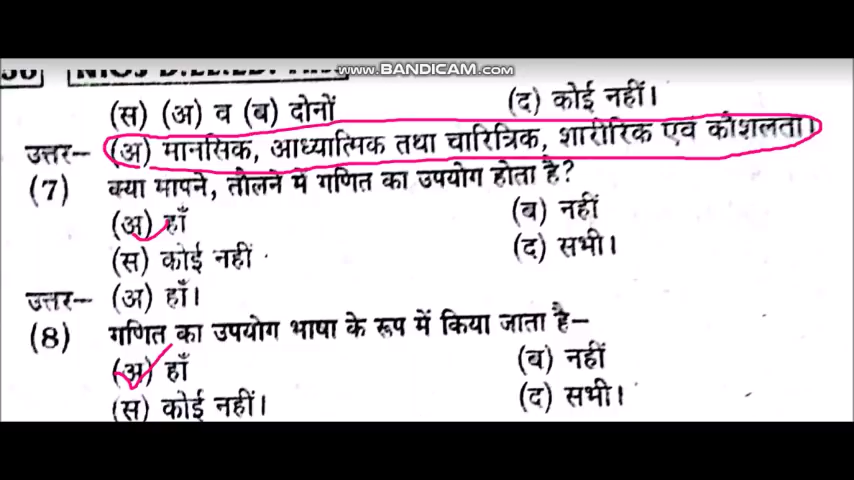 www.BANDICAM.com
(स) (अ) व (ब) दोनों (द) कोई नहीं।
उत्तर– (अ) मानसिक, आध्यात्मिक तथा चारित्रिक, शारीरिक एवं कौशलता।
(7) क्या मापने, तौलने में गणित का उपयोग होता है?
(अ) हाँ (ब) नहीं
(स) कोई नहीं (द) सभी।
उत्तर– (अ) हाँ।
(8) गणित का उपयोग भाषा के रूप में किया जाता है–
(अ) हाँ (ब) नहीं
(स) कोई नहीं। (द) सभी।